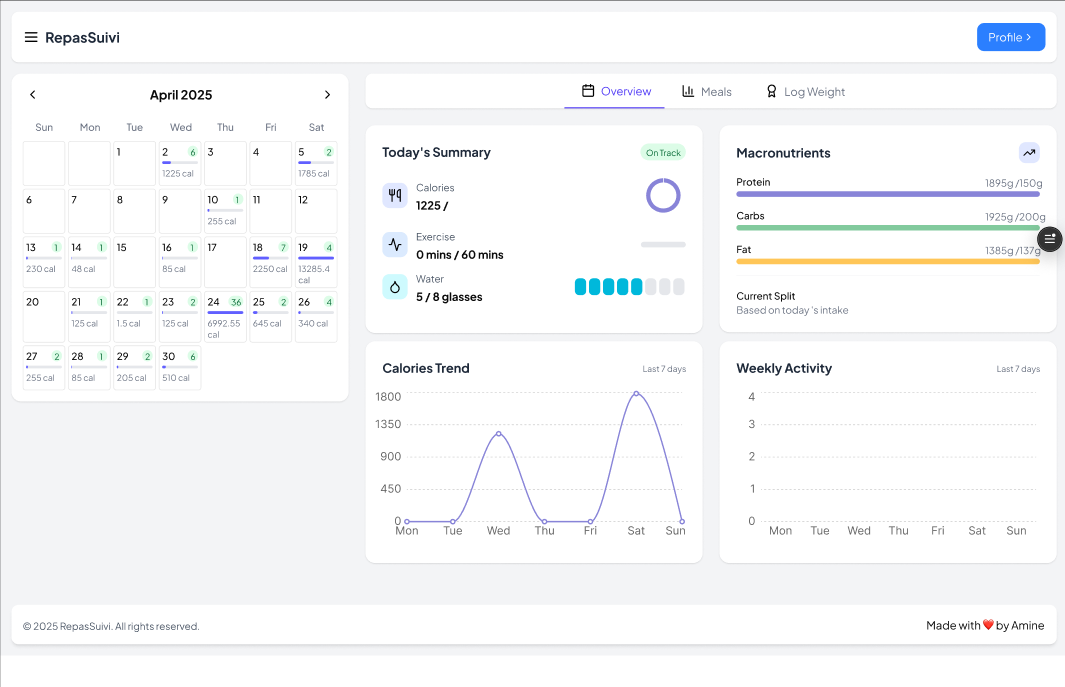 RepasSuivi
Profile >
April 2025
Sun Mon Tue Wed Thu Fri Sat
1 2 6 3 4 5 2
1225 cal 1785 cal
6 7 8 9 10 1 11 12
255 cal
13 1 14 1 15 16 1 17 18 7 19 4
230 cal 48 cal 85 cal 2250 cal 13285.4 cal
20 21 1 22 1 23 2 24 36 25 2 26 4
125 cal 1.5 cal 125 cal 6992.55 cal 645 cal 340 cal
27 2 28 1 29 2 30 6
255 cal 85 cal 205 cal 510 cal
Overview Meals Log Weight
Today's Summary On Track
Calories
1225 /
Exercise
0 mins / 60 mins
Water
5 / 8 glasses
Macronutrients
Protein 1895g /150g
Carbs 1925g /200g
Fat 1385g /137g
Current Split
Based on today 's intake
Calories Trend Last 7 days
1800
1350
900
450
0
Mon Tue Wed Thu Fri Sat Sun
Weekly Activity Last 7 days
4
3
2
1
0
Mon Tue Wed Thu Fri Sat Sun
© 2025 RepasSuivi. All rights reserved.
Made with ❤️ by Amine